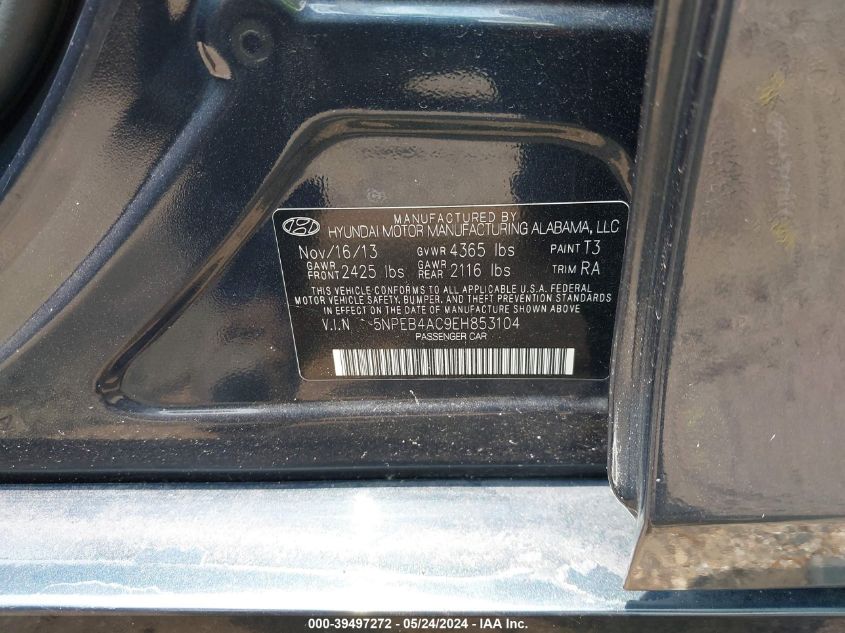 MANUFACTURED BY
HYUNDAI MOTOR MANUFACTURING ALABAMA, LLC
Nov/16/13 GVWR 4365 lbs PAINT T3
GAWR FRONT 2425 lbs GAWR REAR 2116 lbs TRIM RA
THIS VEHICLE CONFORMS TO ALL APPLICABLE U.S.A. FEDERAL
MOTOR VEHICLE SAFETY, BUMPER, AND THEFT PREVENTION STANDARDS
IN EFFECT ON THE DATE OF MANUFACTURE SHOWN ABOVE.
V.I.N 5NPEB4AC9EH853104
PASSENGER CAR
000-39497272 - 05/24/2024 - IAA Inc.